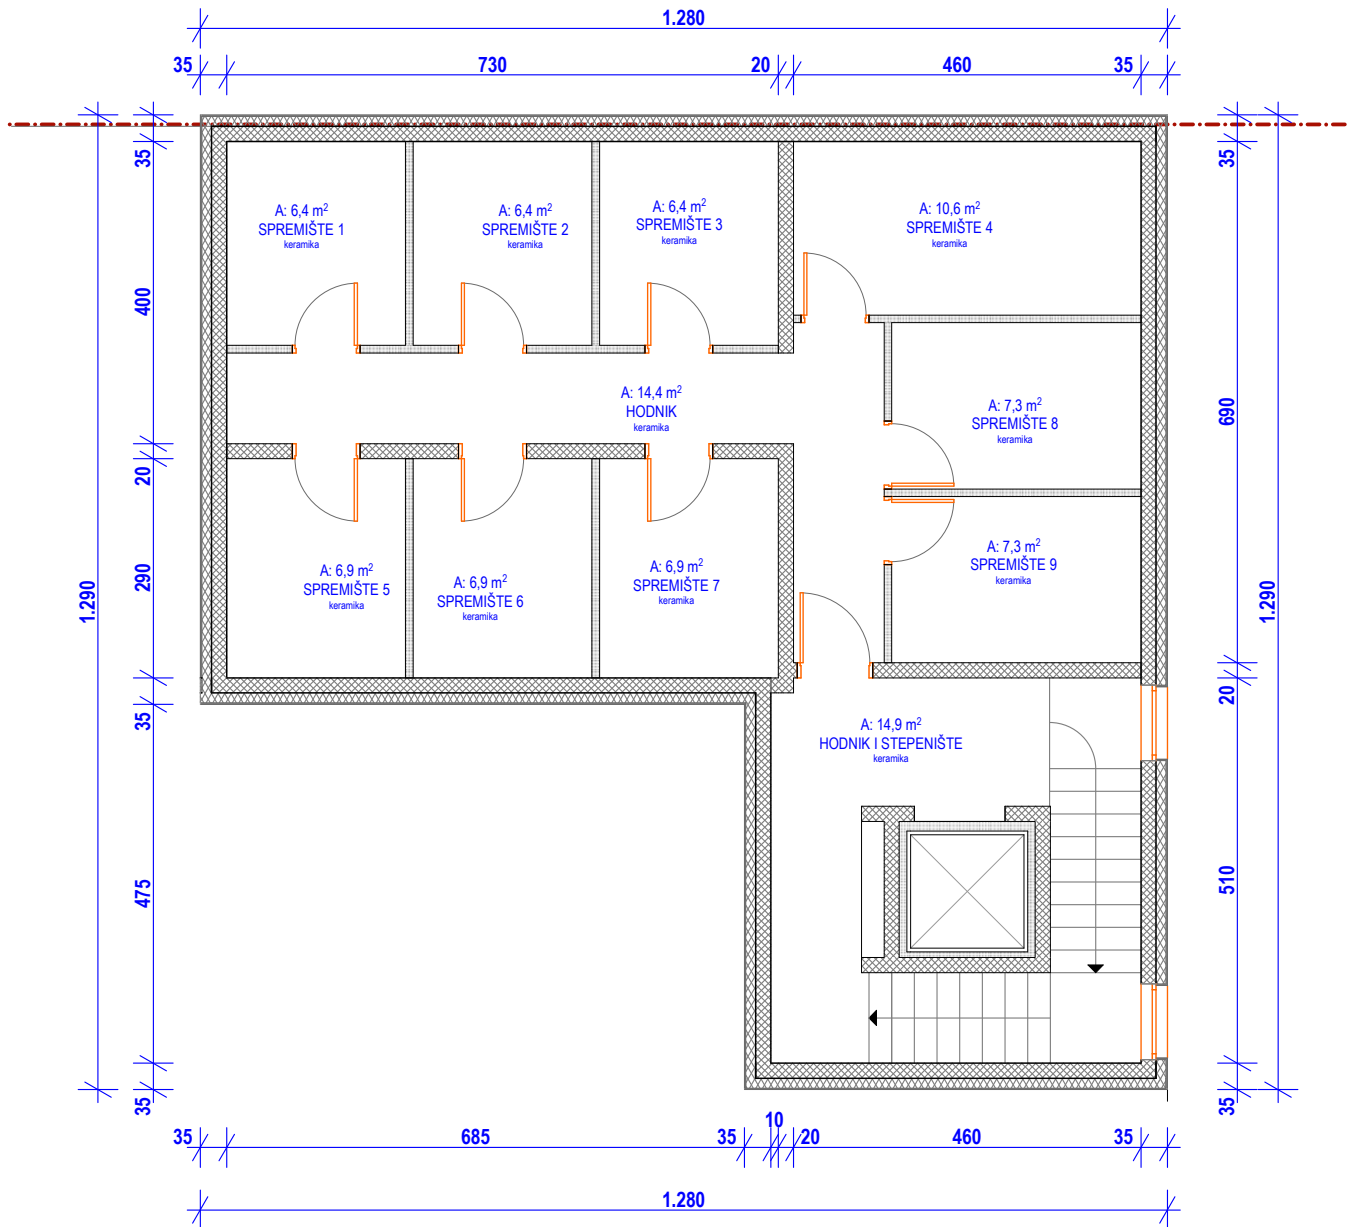 1.280
35 730 20 460 35
35
400
20
290
35
475
35
1.290
35
690
20
510
35
1.290
A: 6,4 m²
SPREMIŠTE 1
keramika
A: 6,4 m²
SPREMIŠTE 2
keramika
A: 6,4 m²
SPREMIŠTE 3
keramika
A: 10,6 m²
SPREMIŠTE 4
keramika
A: 14,4 m²
HODNIK
keramika
A: 7,3 m²
SPREMIŠTE 8
keramika
A: 6,9 m²
SPREMIŠTE 5
keramika
A: 6,9 m²
SPREMIŠTE 6
keramika
A: 6,9 m²
SPREMIŠTE 7
keramika
A: 7,3 m²
SPREMIŠTE 9
keramika
A: 14,9 m²
HODNIK I STEPENIŠTE
keramika
35 685 35 10 20 460 35
1.280